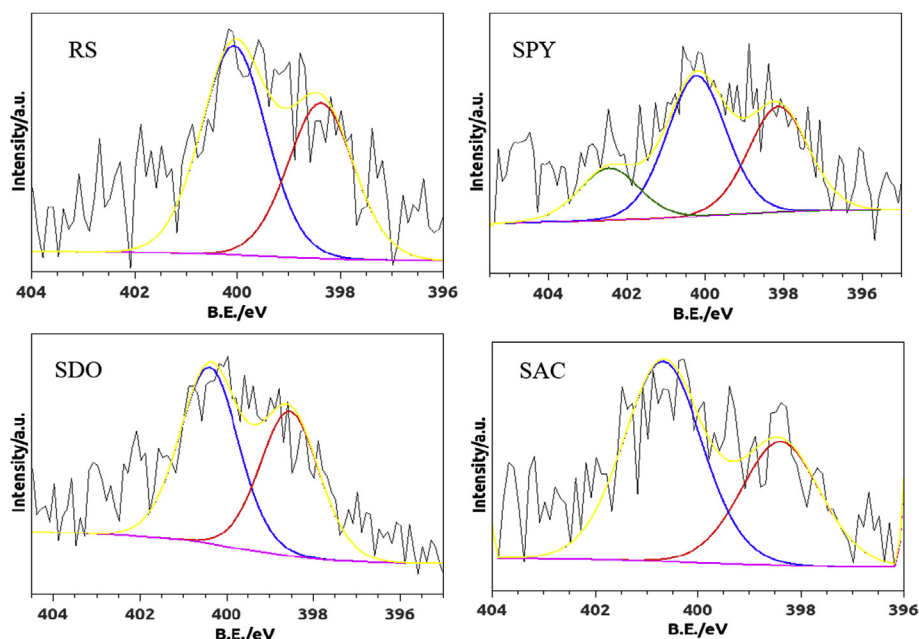 RS
Intensity/a.u.
404 402 400 398 396
B.E./eV
SPY
Intensity/a.u.
404 402 400 398 396
B.E./eV
SDO
Intensity/a.u.
404 402 400 398 396
B.E./eV
SAC
Intensity/a.u.
404 402 400 398 396
B.E./eV